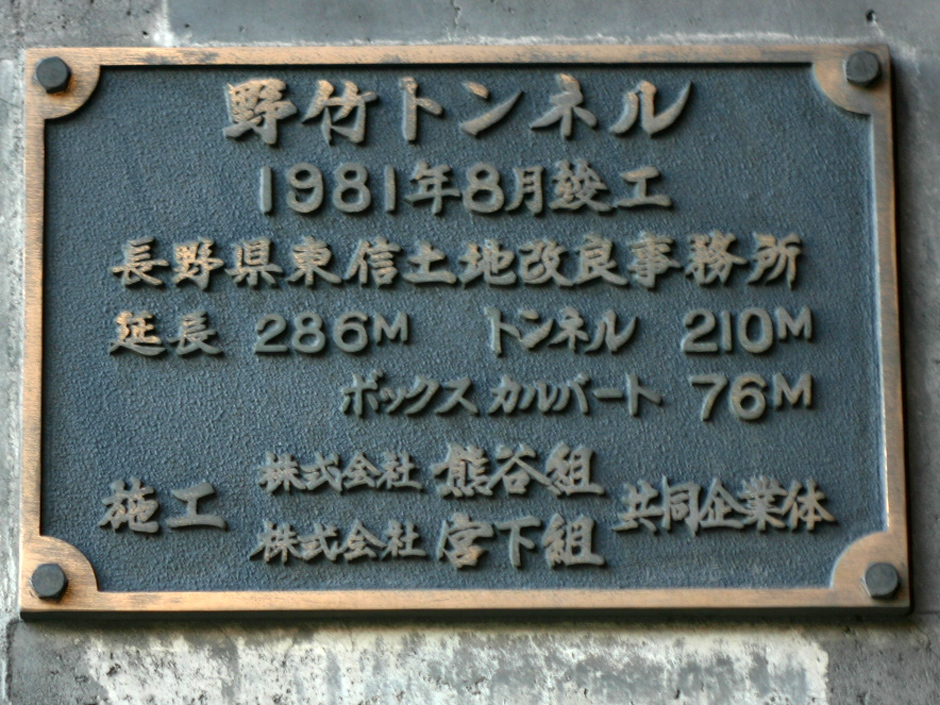 野竹トンネル
1981年8月竣工
長野県東信土地改良事務所
延長 286M トンネル 210M
ボックスカルバート 76M
施工 株式会社 熊谷組 共同企業体
株式会社 宮下組